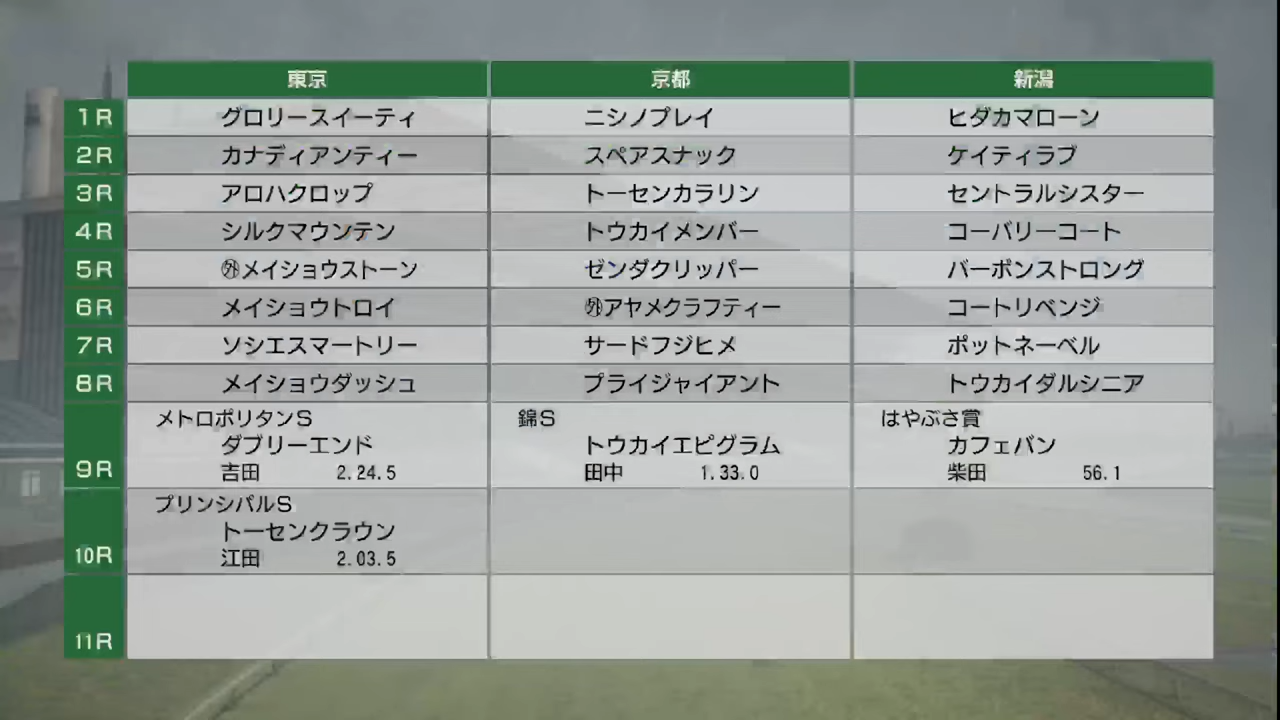 東京 京都 新潟
1R グロリースイーティ ニシノプレイ ヒダカマローン
2R カナディアンティー スペアスナック ケイティラブ
3R アロハクロップ トーセンカラリン セントラルシスター
4R シルクマウンテン トウカイメンバー コーバリーコート
5R ㊕メイショウストーン ゼンダクリッパー バーボンストロング
6R メイショウトロイ アヤメクラフティー コートリベンジ
7R ソシエスマートリー サードフジヒメ ポットネーベル
8R メイショウダッシュ プライジャイアント トウカイダルシニア
メトロポリタンS 錦S はやぶさ賞
ダブリーエンド トウカイエピグラム カフェバン
9R 吉田 2.24.5 田中 1.33.0 柴田 56.1
プリンシパルS
トーセンクラウン
10R 江田 2.03.5
11R